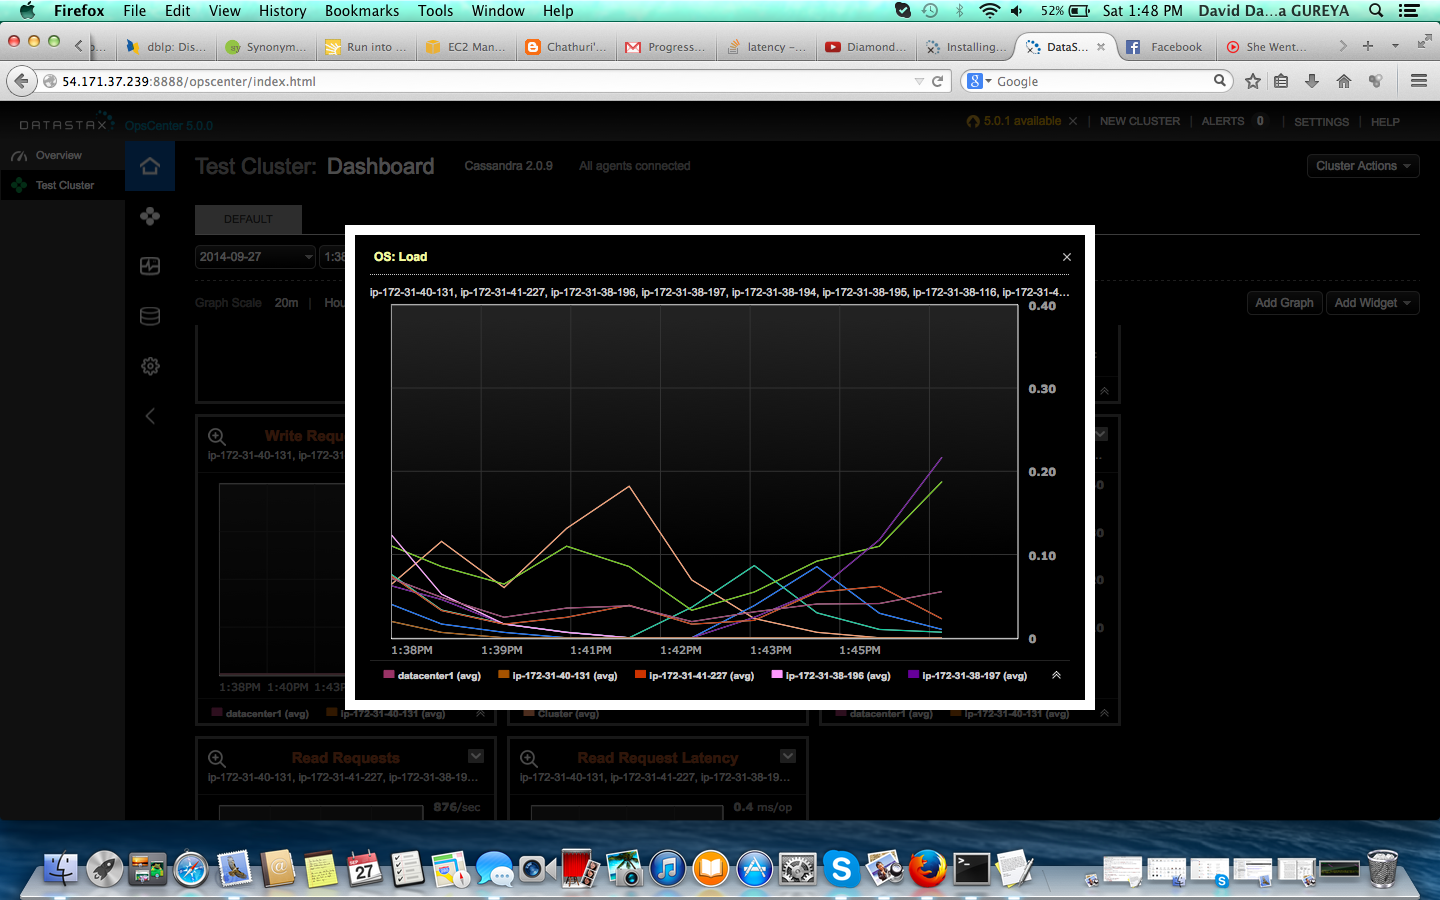 Firefox File Edit View History Bookmarks Tools Window Help 52% Sat 1:48 PM David Da...a GUREYA
dblp: Dis... Synonym... Run into ... EC2 Man... Chathuri'... Progress... latency –... Diamond... Installing... DataS... Facebook She Went...
54.171.37.239:8888/opscenter/index.html Google
DATASTAX OpsCenter 5.0.0 5.0.1 available NEW CLUSTER ALERTS 0 SETTINGS HELP
Overview
Test Cluster
Test Cluster: Dashboard Cassandra 2.0.9 All agents connected Cluster Actions
DEFAULT
2014-09-27 1:38
Graph Scale 20m Hou Add Graph Add Widget
OS: Load
ip-172-31-40-131, ip-172-31-41-227, ip-172-31-38-196, ip-172-31-38-197, ip-172-31-38-194, ip-172-31-38-195, ip-172-31-38-116, ip-172-31-4...
0.40
0.30
0.20
0.10
0
1:38PM 1:39PM 1:41PM 1:42PM 1:43PM 1:45PM
datacenter1 (avg) ip-172-31-40-131 (avg) ip-172-31-41-227 (avg) ip-172-31-38-196 (avg) ip-172-31-38-197 (avg)
Write Requ
ip-172-31-40-131, ip-172-31
1:38PM 1:40PM 1:43
datacenter1 (avg) ip-172-31-40-131 (avg) Cluster (avg) datacenter1 (avg) ip-172-31-40-131 (avg)
Read Requests
ip-172-31-40-131, ip-172-31-41-227, ip-172-31-38-19...
876/sec
Read Request Latency
ip-172-31-40-131, ip-172-31-41-227, ip-172-31-38-19...
0.4 ms/op
SEP
27